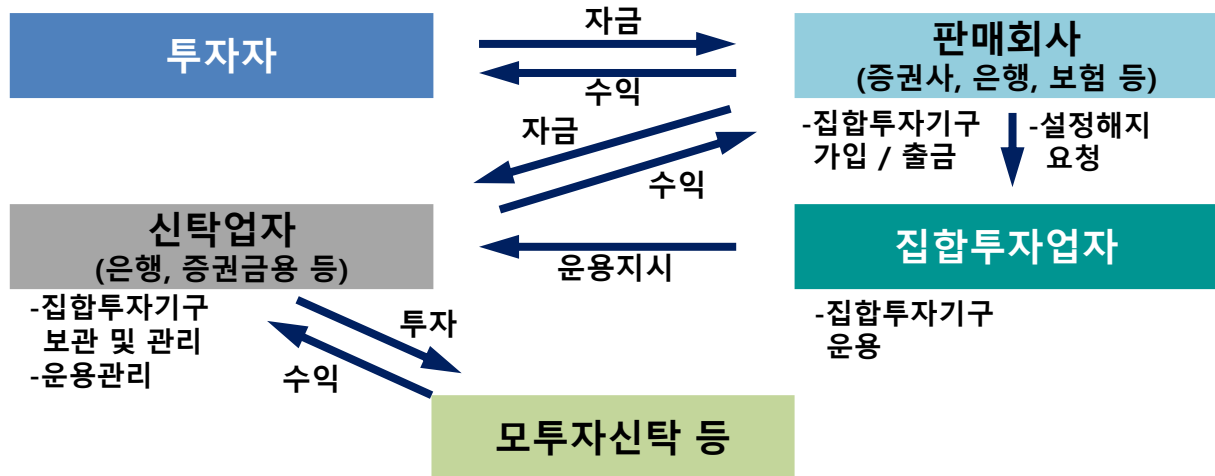 투자자
자금
수익
판매회사
(증권사, 은행, 보험 등)
자금
수익
-집합투자기구
가입 / 출금
-설정해지
요청
신탁업자
(은행, 증권금용 등)
운용지시
집합투자업자
-집합투자기구
보관 및 관리
-운용관리
투자
수익
-집합투자기구
운용
모투자신탁 등